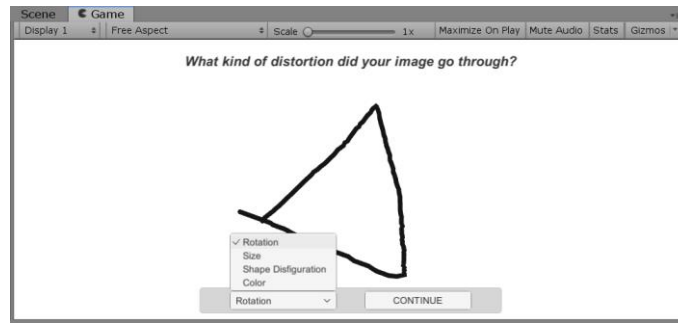 Scene Game
Display 1 Free Aspect Scale 1x Maximize On Play Mute Audio Stats Gizmos
What kind of distortion did your image go through?
✓ Rotation
Size
Shape Disfiguration
Color
Rotation CONTINUE